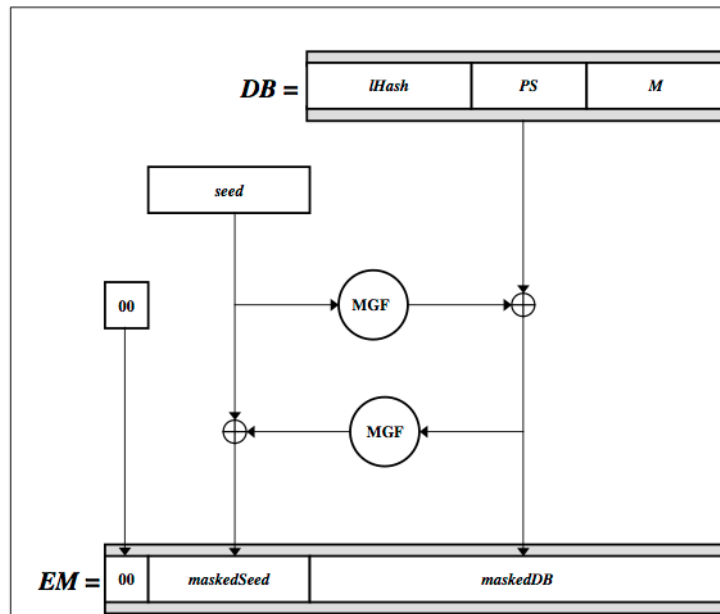 DB = lHash PS M
seed
00 MGF
MGF
EM = 00 maskedSeed maskedDB